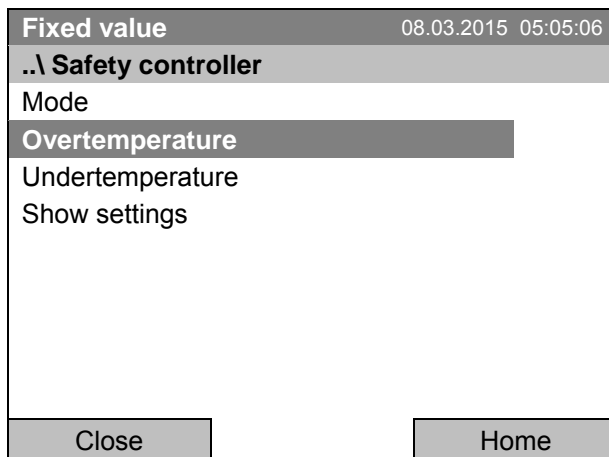 Fixed value 08.03.2015 05:05:06
..\ Safety controller
Mode
Overtemperature
Undertemperature
Show settings
Close Home